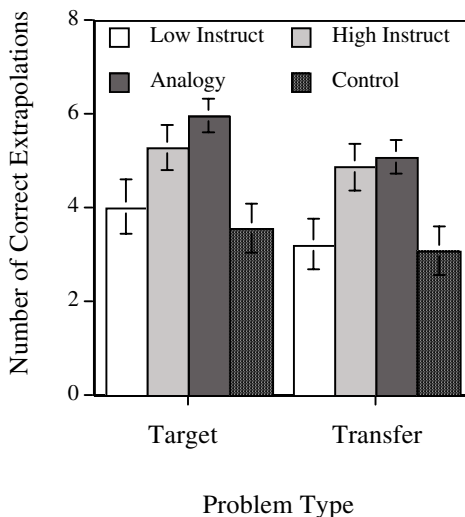 8
Low Instruct
High Instruct
Analogy
Control
6
4
2
0
Number of Correct Extrapolations
Target
Transfer
Problem Type